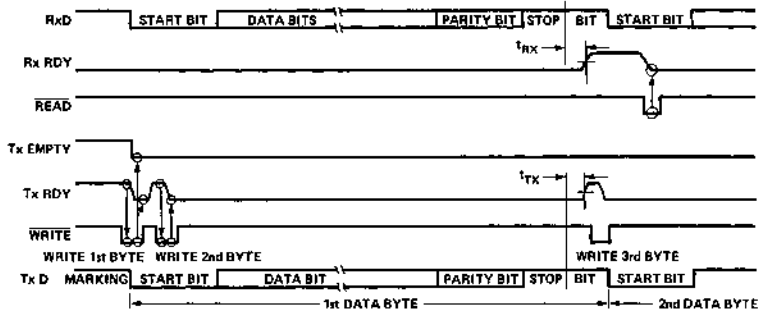 RxD START BIT DATA BITS PARITY BIT STOP BIT START BIT
tRX
Rx RDY
READ
Tx EMPTY
tTX
Tx RDY
WRITE
WRITE 1st BYTE WRITE 2nd BYTE WRITE 3rd BYTE
Tx D MARKING START BIT DATA BIT PARITY BIT STOP BIT START BIT
1st DATA BYTE 2nd DATA BYTE